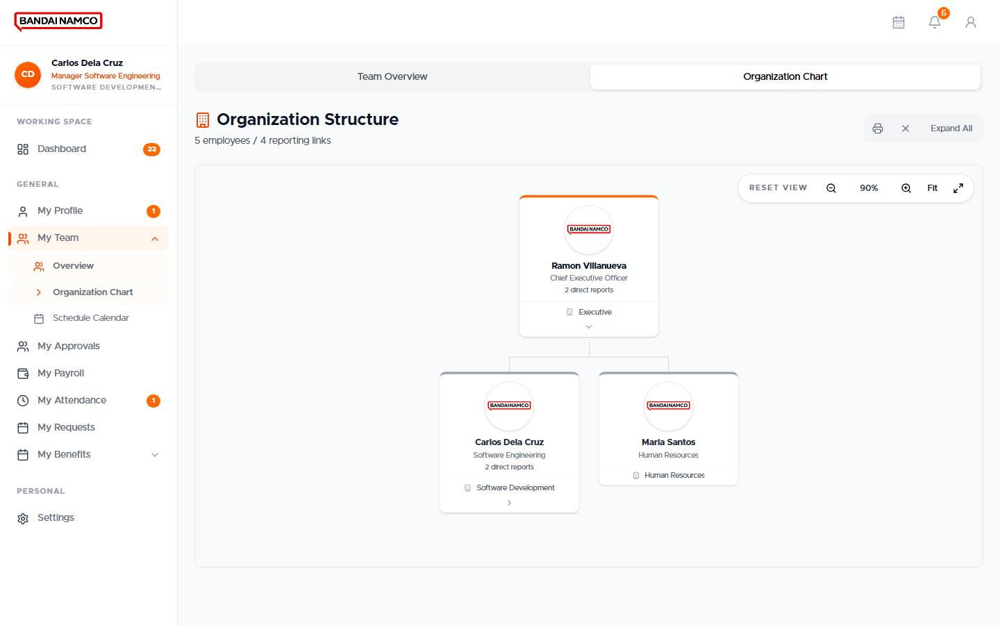 BANDAI NAMCO
CD
Carlos Dela Cruz
Manager Software Engineering
SOFTWARE DEVELOPMEN...
WORKING SPACE
Dashboard
22
GENERAL
My Profile
1
My Team
Overview
Organization Chart
Schedule Calendar
My Approvals
My Payroll
My Attendance
1
My Requests
My Benefits
PERSONAL
Settings
6
Team Overview
Organization Chart
Organization Structure
5 employees / 4 reporting links
Expand All
RESET VIEW
90%
Fit
BANDAI NAMCO
Ramon Villanueva
Chief Executive Officer
2 direct reports
Executive
BANDAI NAMCO
Carlos Dela Cruz
Software Engineering
2 direct reports
Software Development
BANDAI NAMCO
Maria Santos
Human Resources
Human Resources